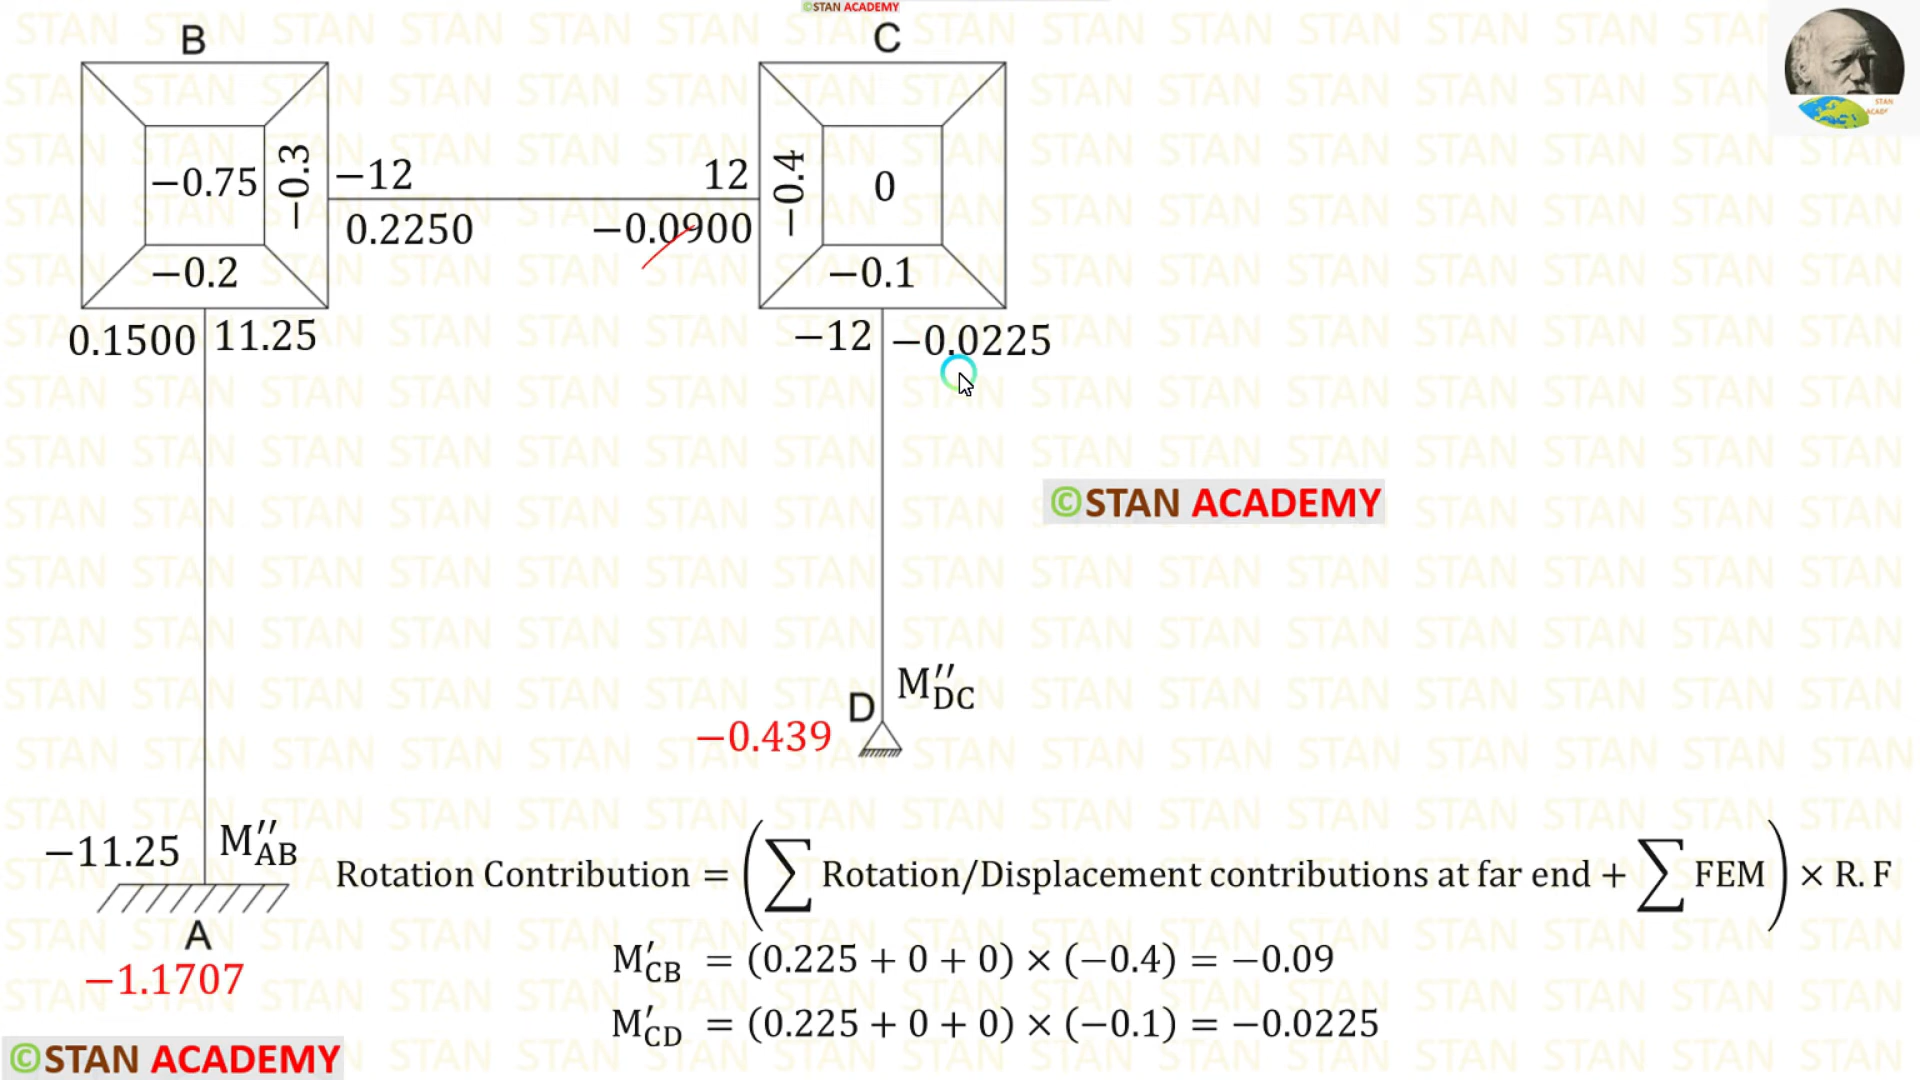 ©STAN ACADEMY
B
C
−0.75
−0.3
−12
12
−0.4
0
0.2250
−0.0900
−0.2
−0.1
0.1500
11.25
−12
−0.0225
©STAN ACADEMY
M″DC
D
−0.439
−11.25
M″AB
Rotation Contribution = (∑ Rotation/Displacement contributions at far end + ∑ FEM) × R. F
A
M′CB = (0.225 + 0 + 0) × (−0.4) = −0.09
−1.1707
M′CD = (0.225 + 0 + 0) × (−0.1) = −0.0225
©STAN ACADEMY